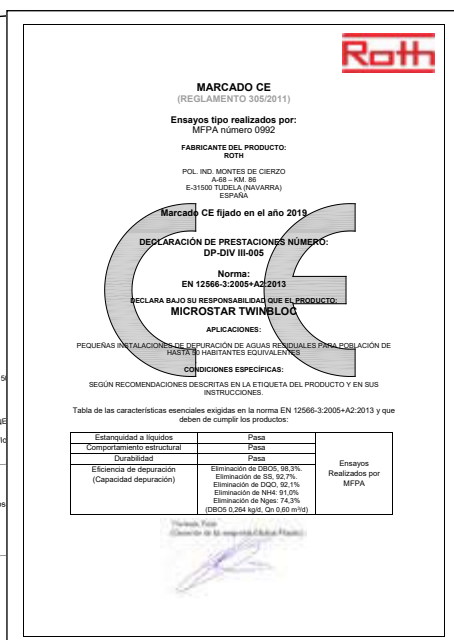 Roth
MARCADO CE
(REGLAMENTO 305/2011)
Ensayos tipo realizados por:
MFPA número 0992
FABRICANTE DEL PRODUCTO:
ROTH
POL. IND. MONTES DE CIERZO
A-68 – KM. 86
E-31500 TUDELA (NAVARRA)
ESPAÑA
Marcado CE fijado en el año 2019
DECLARACIÓN DE PRESTACIONES NÚMERO:
DP-DIV III-005
Norma:
EN 12566-3:2005+A2:2013
DECLARA BAJO SU RESPONSABILIDAD QUE EL PRODUCTO:
MICROSTAR TWINBLOC
APLICACIONES:
PEQUEÑAS INSTALACIONES DE DEPURACIÓN DE AGUAS RESIDUALES PARA POBLACIÓN DE
HASTA 50 HABITANTES EQUIVALENTES
CONDICIONES ESPECÍFICAS:
SEGÚN RECOMENDACIONES DESCRITAS EN LA ETIQUETA DEL PRODUCTO Y EN SUS
INSTRUCCIONES.
Tabla de las características esenciales exigidas en la norma EN 12566-3:2005+A2:2013 y que
deben de cumplir los productos:
Estanquidad a líquidos Pasa
Comportamiento estructural Pasa
Durabilidad Pasa
Eficiencia de depuración
(Capacidad depuración)
Eliminación de DBO5, 98,3%.
Eliminación de SS, 92,7%.
Eliminación de DQO, 92,1%
Eliminación de NH4: 91,0%
Eliminación de Nges: 74,3%
(DBO5 0,264 kg/d, Qn 0,60 m³/d)
Ensayos
Realizados por
MFPA